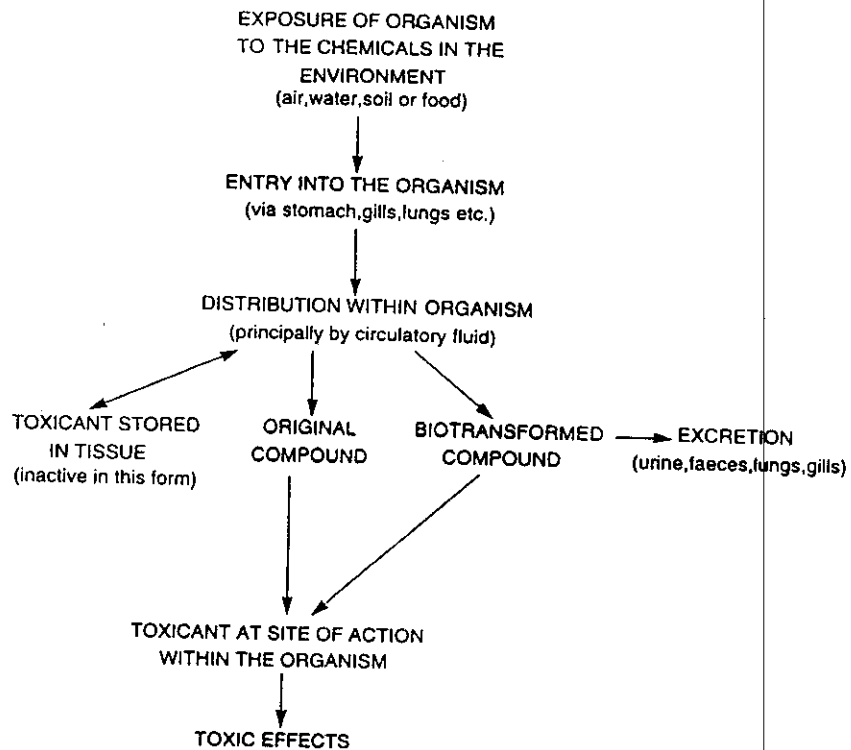 EXPOSURE OF ORGANISM
TO THE CHEMICALS IN THE
ENVIRONMENT
(air,water,soil or food)
ENTRY INTO THE ORGANISM
(via stomach,gills,lungs etc.)
DISTRIBUTION WITHIN ORGANISM
(principally by circulatory fluid)
TOXICANT STORED
IN TISSUE
(inactive in this form)
ORIGINAL
COMPOUND
BIOTRANSFORMED
COMPOUND
EXCRETION
(urine,faeces,lungs,gills)
TOXICANT AT SITE OF ACTION
WITHIN THE ORGANISM
TOXIC EFFECTS